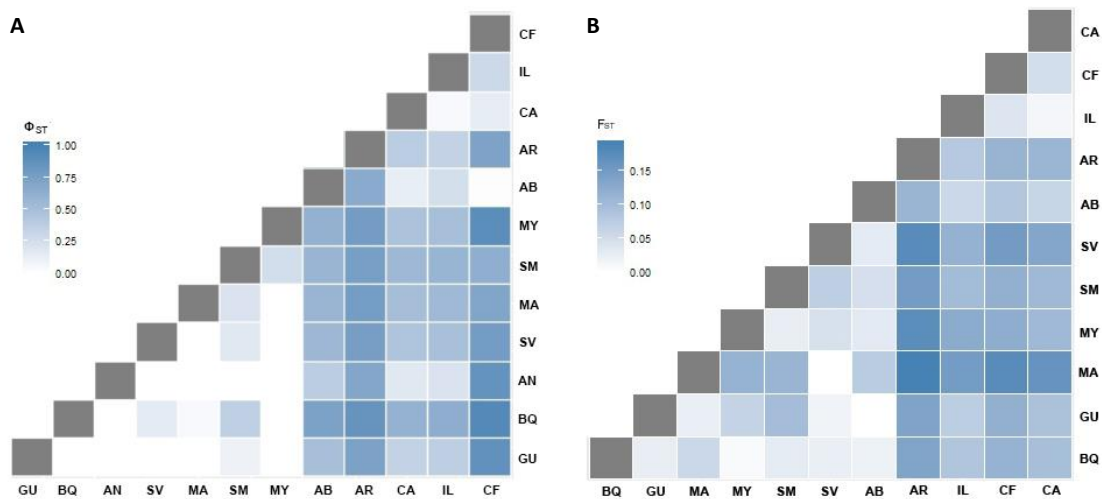 A
ΦST
1.00
0.75
0.50
0.25
0.00
CF
IL
CA
AR
AB
MY
SM
MA
SV
AN
BQ
GU
GU BQ AN SV MA SM MY AB AR CA IL CF
B
FST
0.15
0.10
0.05
0.00
CA
CF
IL
AR
AB
SV
SM
MY
MA
GU
BQ
BQ GU MA MY SM SV AB AR IL CF CA